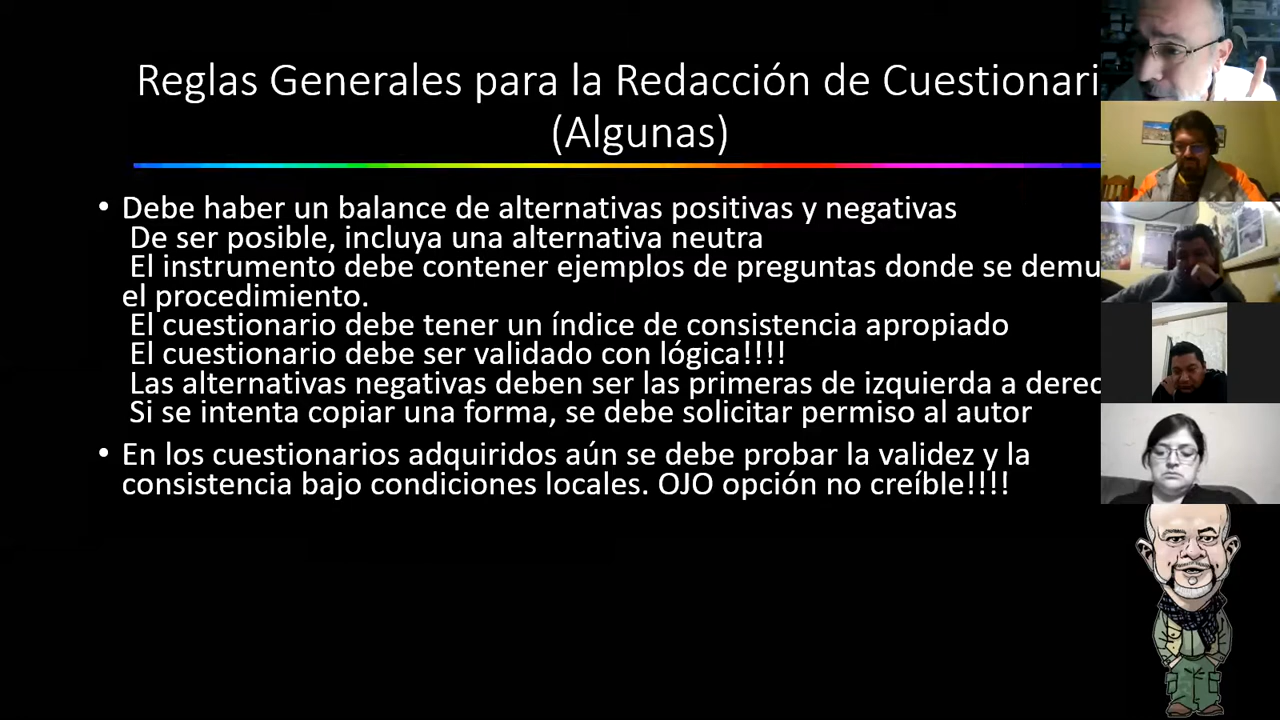 Reglas Generales para la Redacción de Cuestionari
(Algunas)
• Debe haber un balance de alternativas positivas y negativas
De ser posible, incluya una alternativa neutra
El instrumento debe contener ejemplos de preguntas donde se demu
el procedimiento.
El cuestionario debe tener un índice de consistencia apropiado
El cuestionario debe ser validado con lógica!!!!
Las alternativas negativas deben ser las primeras de izquierda a derec
Si se intenta copiar una forma, se debe solicitar permiso al autor
• En los cuestionarios adquiridos aún se debe probar la validez y la
consistencia bajo condiciones locales. OJO opción no creíble!!!!